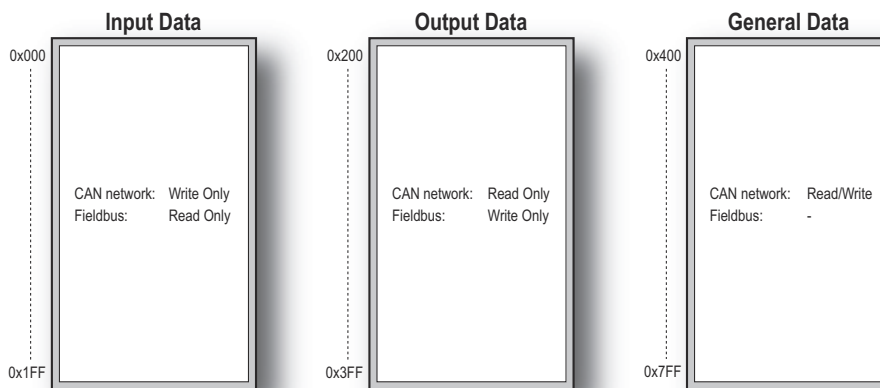 Input Data
0x000
CAN network: Write Only
Fieldbus: Read Only
0x1FF
Output Data
0x200
CAN network: Read Only
Fieldbus: Write Only
0x3FF
General Data
0x400
CAN network: Read/Write
Fieldbus: -
0x7FF